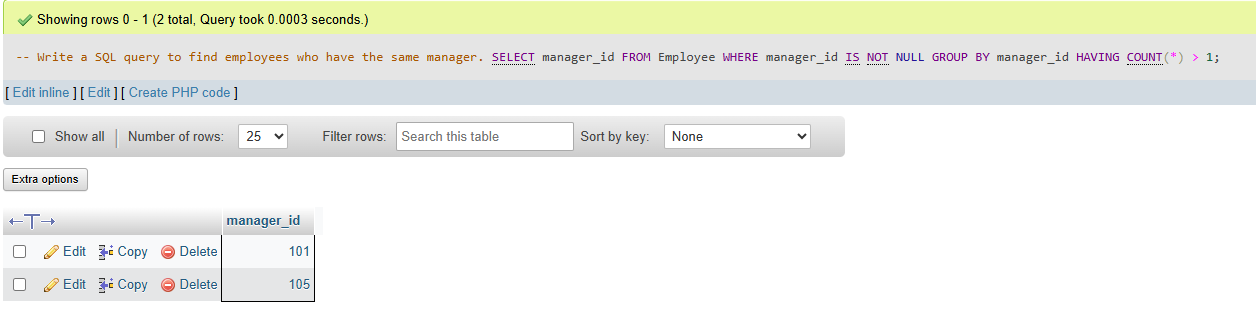 Showing rows 0 - 1 (2 total, Query took 0.0003 seconds.)
-- Write a SQL query to find employees who have the same manager. SELECT manager_id FROM Employee WHERE manager_id IS NOT NULL GROUP BY manager_id HAVING COUNT(*) > 1;
[ Edit inline ] [ Edit ] [ Create PHP code ]
Show all | Number of rows: 25 Filter rows: Search this table Sort by key: None
Extra options
←T→ manager_id
Edit Copy Delete 101
Edit Copy Delete 105